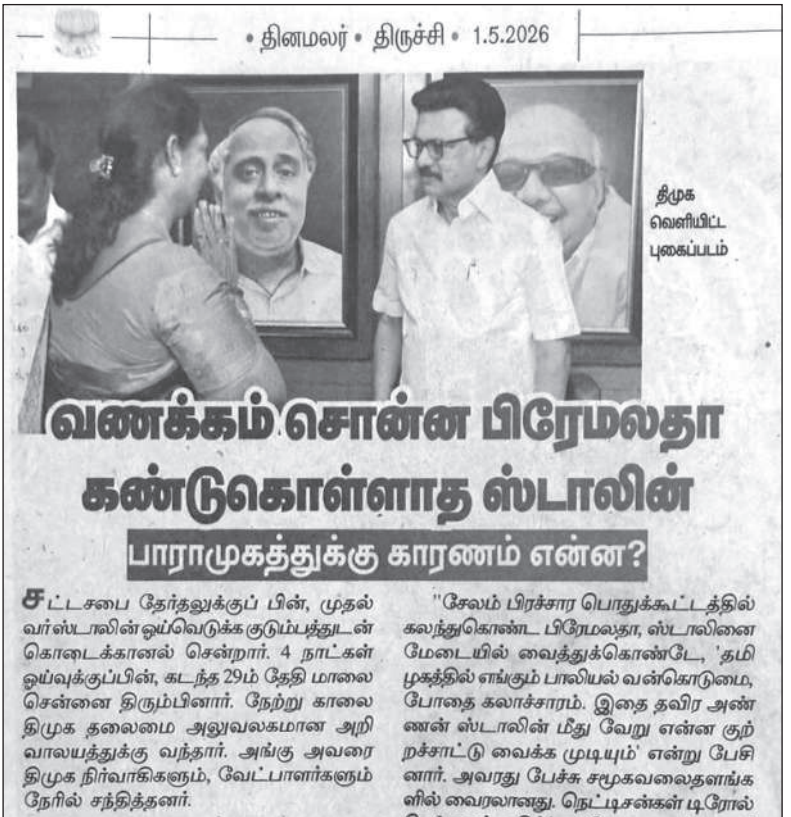 • தினமலர் • திருச்சி • 1.5.2026
திமுக
வெளியிட்ட
புகைப்படம்
வணக்கம் சொன்ன பிரேமலதா
கண்டுகொள்ளாத ஸ்டாலின்
பாராமுகத்துக்கு காரணம் என்ன?
சட்டசபை தேர்தலுக்குப் பின், முதல்
வர்ஸ்டாலின் ஓய்வெடுக்க குடும்பத்துடன்
கொடைக்கானல் சென்றார். 4 நாட்கள்
ஓய்வுக்குப்பின், கடந்த 29ம் தேதி மாலை
சென்னை திரும்பினார். நேற்று காலை
திமுக தலைமை அலுவலகமான அறி
வாலயத்துக்கு வந்தார். அங்கு அவரை
திமுக நிர்வாகிகளும், வேட்பாளர்களும்
நேரில் சந்தித்தனர்.
"சேலம் பிரச்சார பொதுக்கூட்டத்தில்
கலந்துகொண்ட பிரேமலதா, ஸ்டாலினை
மேடையில் வைத்துக்கொண்டே, 'தமி
ழகத்தில் எங்கும் பாலியல் வன்கொடுமை,
போதை கலாச்சாரம். இதை தவிர அண்
ணன் ஸ்டாலின் மீது வேறு என்ன குற்
றச்சாட்டு வைக்க முடியும்' என்று பேசி
னார். அவரது பேச்சு சமூகவலைதளங்க
ளில் வைரலானது. நெட்டிசன்கள் டிரோல்